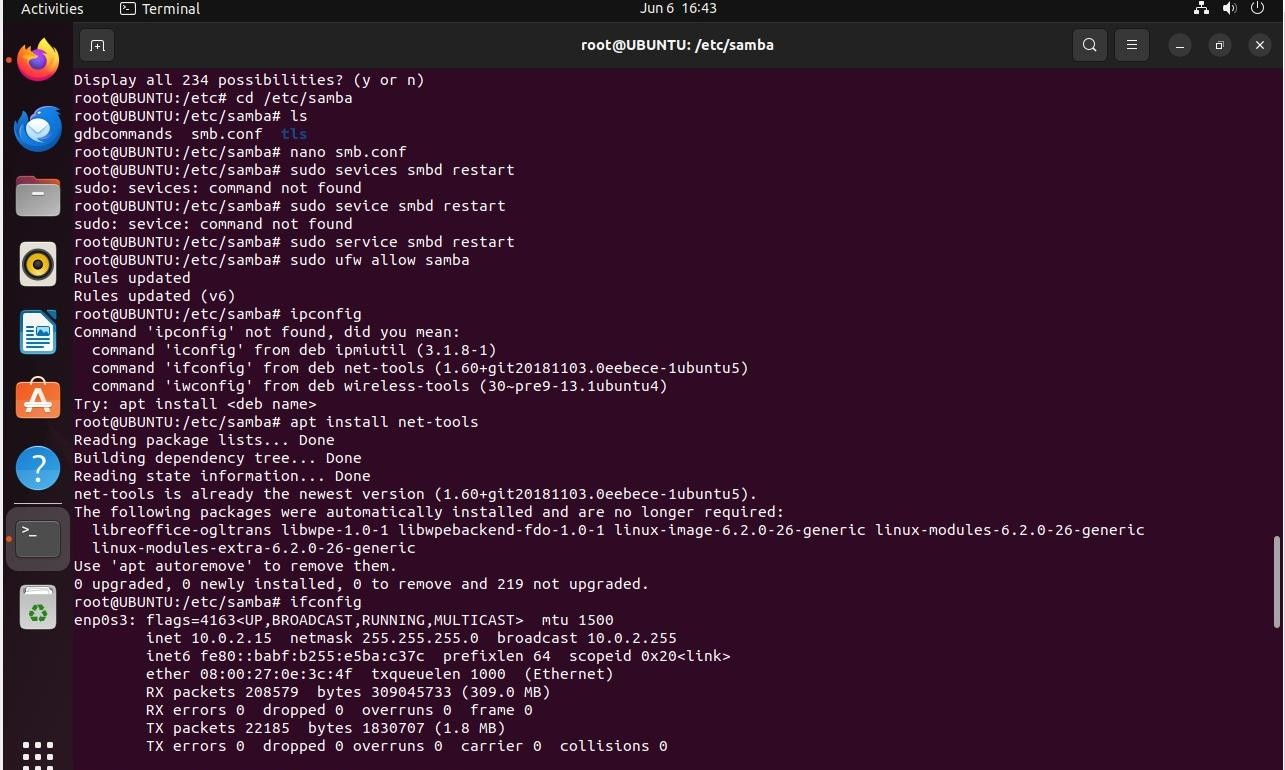 Activities Terminal Jun 6 16:43
root@UBUNTU: /etc/samba
Display all 234 possibilities? (y or n)
root@UBUNTU:/etc# cd /etc/samba
root@UBUNTU:/etc/samba# ls
gdbcommands  smb.conf  tls
root@UBUNTU:/etc/samba# nano smb.conf
root@UBUNTU:/etc/samba# sudo sevices smbd restart
sudo: sevices: command not found
root@UBUNTU:/etc/samba# sudo sevice smbd restart
sudo: sevice: command not found
root@UBUNTU:/etc/samba# sudo service smbd restart
root@UBUNTU:/etc/samba# sudo ufw allow samba
Rules updated
Rules updated (v6)
root@UBUNTU:/etc/samba# ipconfig
Command 'ipconfig' not found, did you mean:
  command 'iconfig' from deb ipmiutil (3.1.8-1)
  command 'ifconfig' from deb net-tools (1.60+git20181103.0eebece-1ubuntu5)
  command 'iwconfig' from deb wireless-tools (30~pre9-13.1ubuntu4)
Try: apt install <deb name>
root@UBUNTU:/etc/samba# apt install net-tools
Reading package lists... Done
Building dependency tree... Done
Reading state information... Done
net-tools is already the newest version (1.60+git20181103.0eebece-1ubuntu5).
The following packages were automatically installed and are no longer required:
  libreoffice-ogltrans libwpe-1.0-1 libwpebackend-fdo-1.0-1 linux-image-6.2.0-26-generic linux-modules-6.2.0-26-generic
  linux-modules-extra-6.2.0-26-generic
Use 'apt autoremove' to remove them.
0 upgraded, 0 newly installed, 0 to remove and 219 not upgraded.
root@UBUNTU:/etc/samba# ifconfig
enp0s3: flags=4163<UP,BROADCAST,RUNNING,MULTICAST>  mtu 1500
        inet 10.0.2.15  netmask 255.255.255.0  broadcast 10.0.2.255
        inet6 fe80::babf:b255:e5ba:c37c  prefixlen 64  scopeid 0x20<link>
        ether 08:00:27:0e:3c:4f  txqueuelen 1000  (Ethernet)
        RX packets 208579  bytes 309045733 (309.0 MB)
        RX errors 0  dropped 0  overruns 0  frame 0
        TX packets 22185  bytes 1830707 (1.8 MB)
        TX errors 0  dropped 0 overruns 0  carrier 0  collisions 0